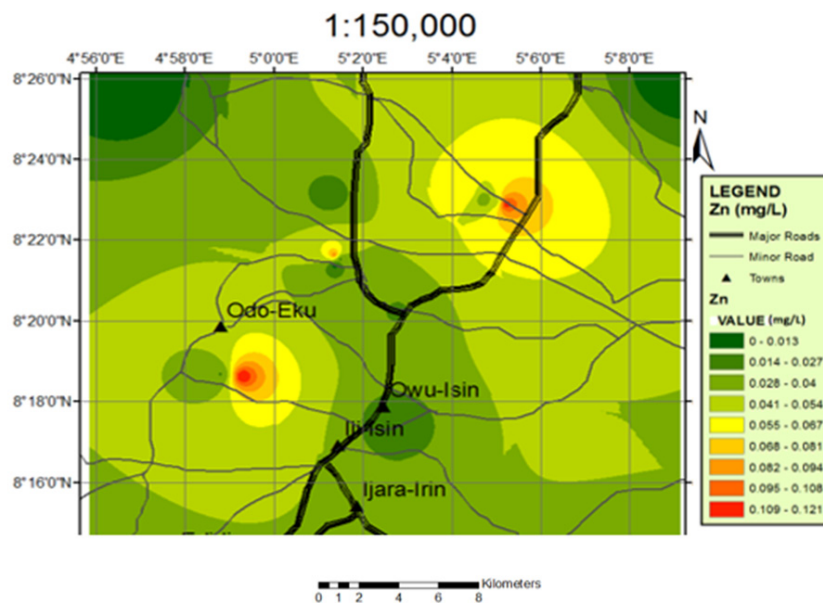 1:150,000
4°56'0"E 4°58'0"E 5°0'0"E 5°2'0"E 5°4'0"E 5°6'0"E 5°8'0"E
8°26'0"N
8°24'0"N
8°22'0"N
8°20'0"N
8°18'0"N
8°16'0"N
Odo-Eku
Owu-Isin
Ijara-Irin
N
LEGEND
Zn (mg/L)
Major Roads
Minor Road
Towns
Zn
VALUE (mg/L)
0 - 0.013
0.014 - 0.027
0.028 - 0.04
0.041 - 0.054
0.055 - 0.067
0.068 - 0.081
0.082 - 0.094
0.095 - 0.108
0.109 - 0.121
Kilometers
0 1 2 4 6 8